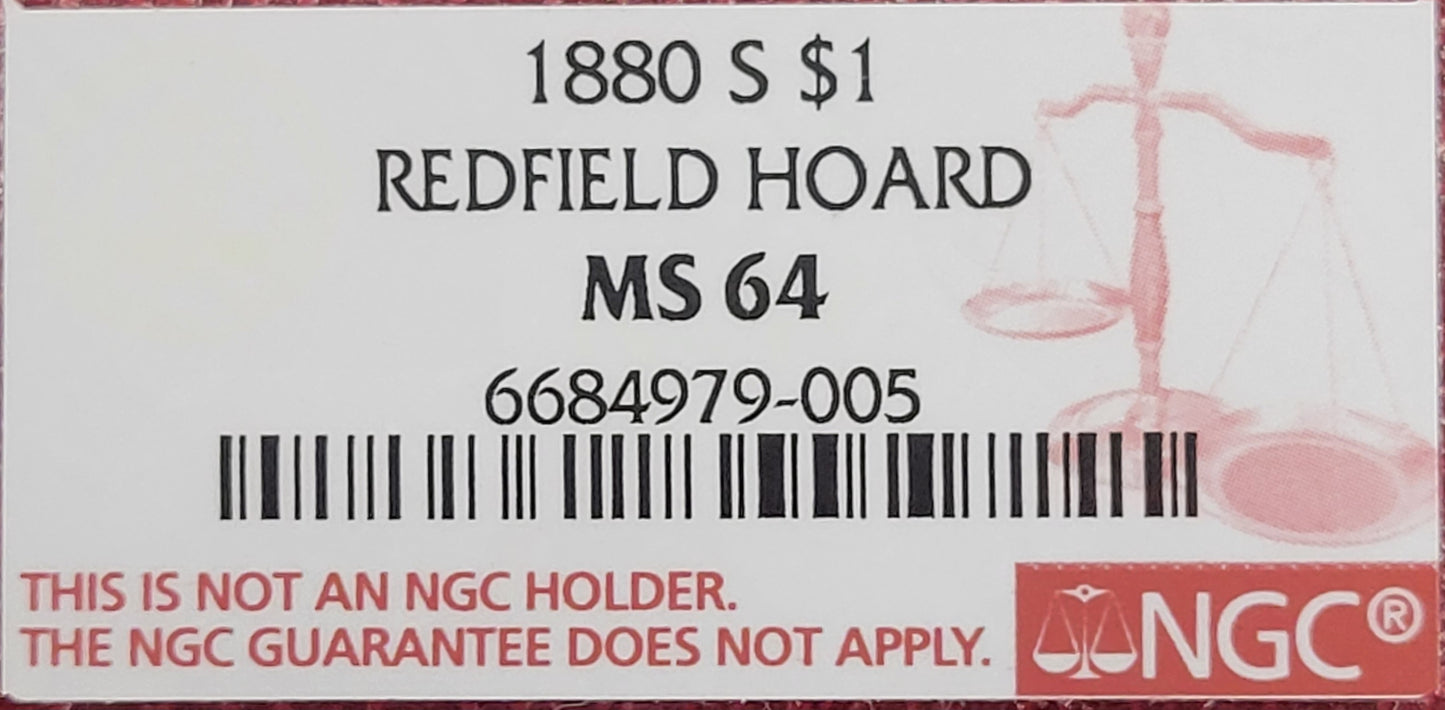 1880 S $1
REDFIELD HOARD
MS 64
6684979-005
THIS IS NOT AN NGC HOLDER.
THE NGC GUARANTEE DOES NOT APPLY.
NGC®